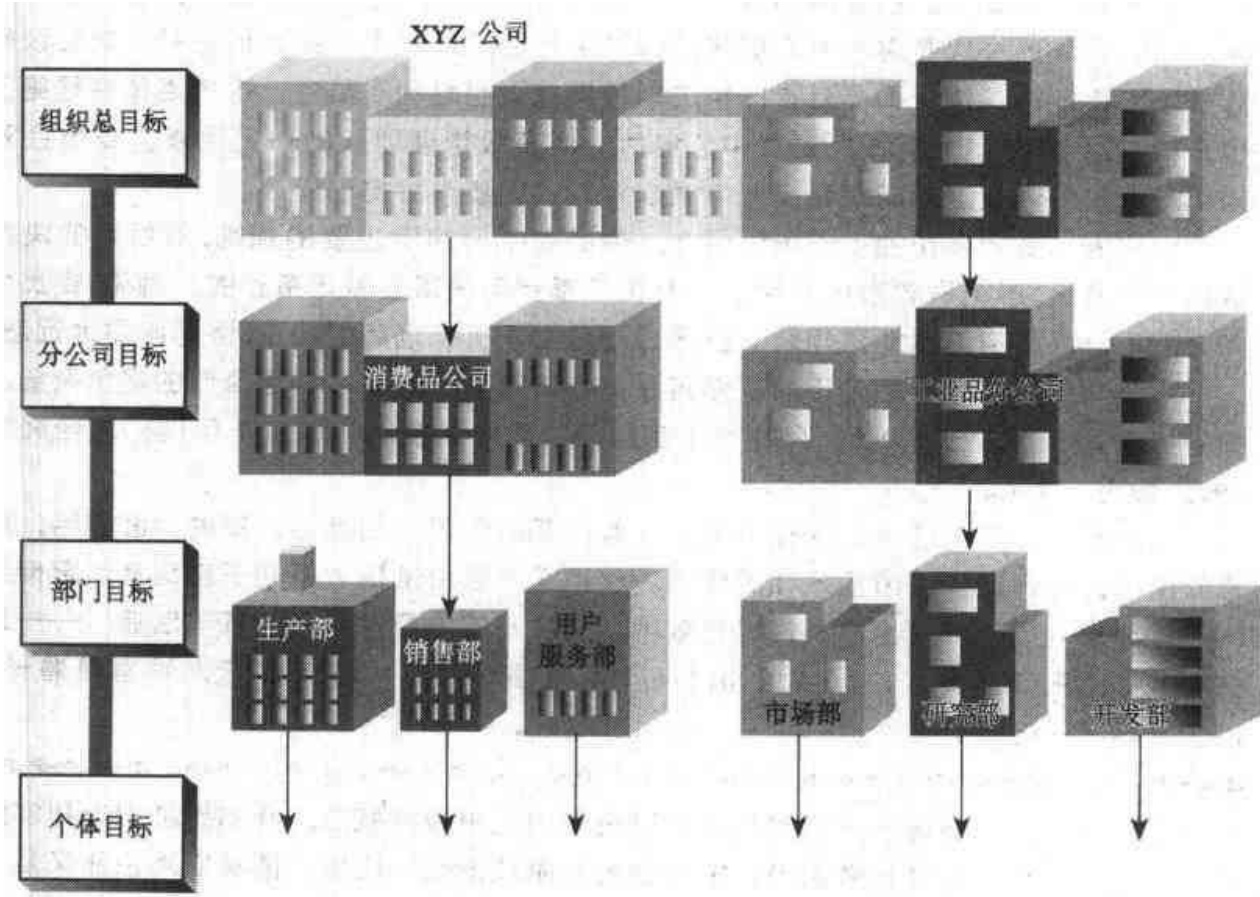 XYZ 公司
组织总目标
分公司目标
消费品公司
工业品分公司
部门目标
生产部
销售部
用户
服务部
市场部
研究部
开发部
个体目标